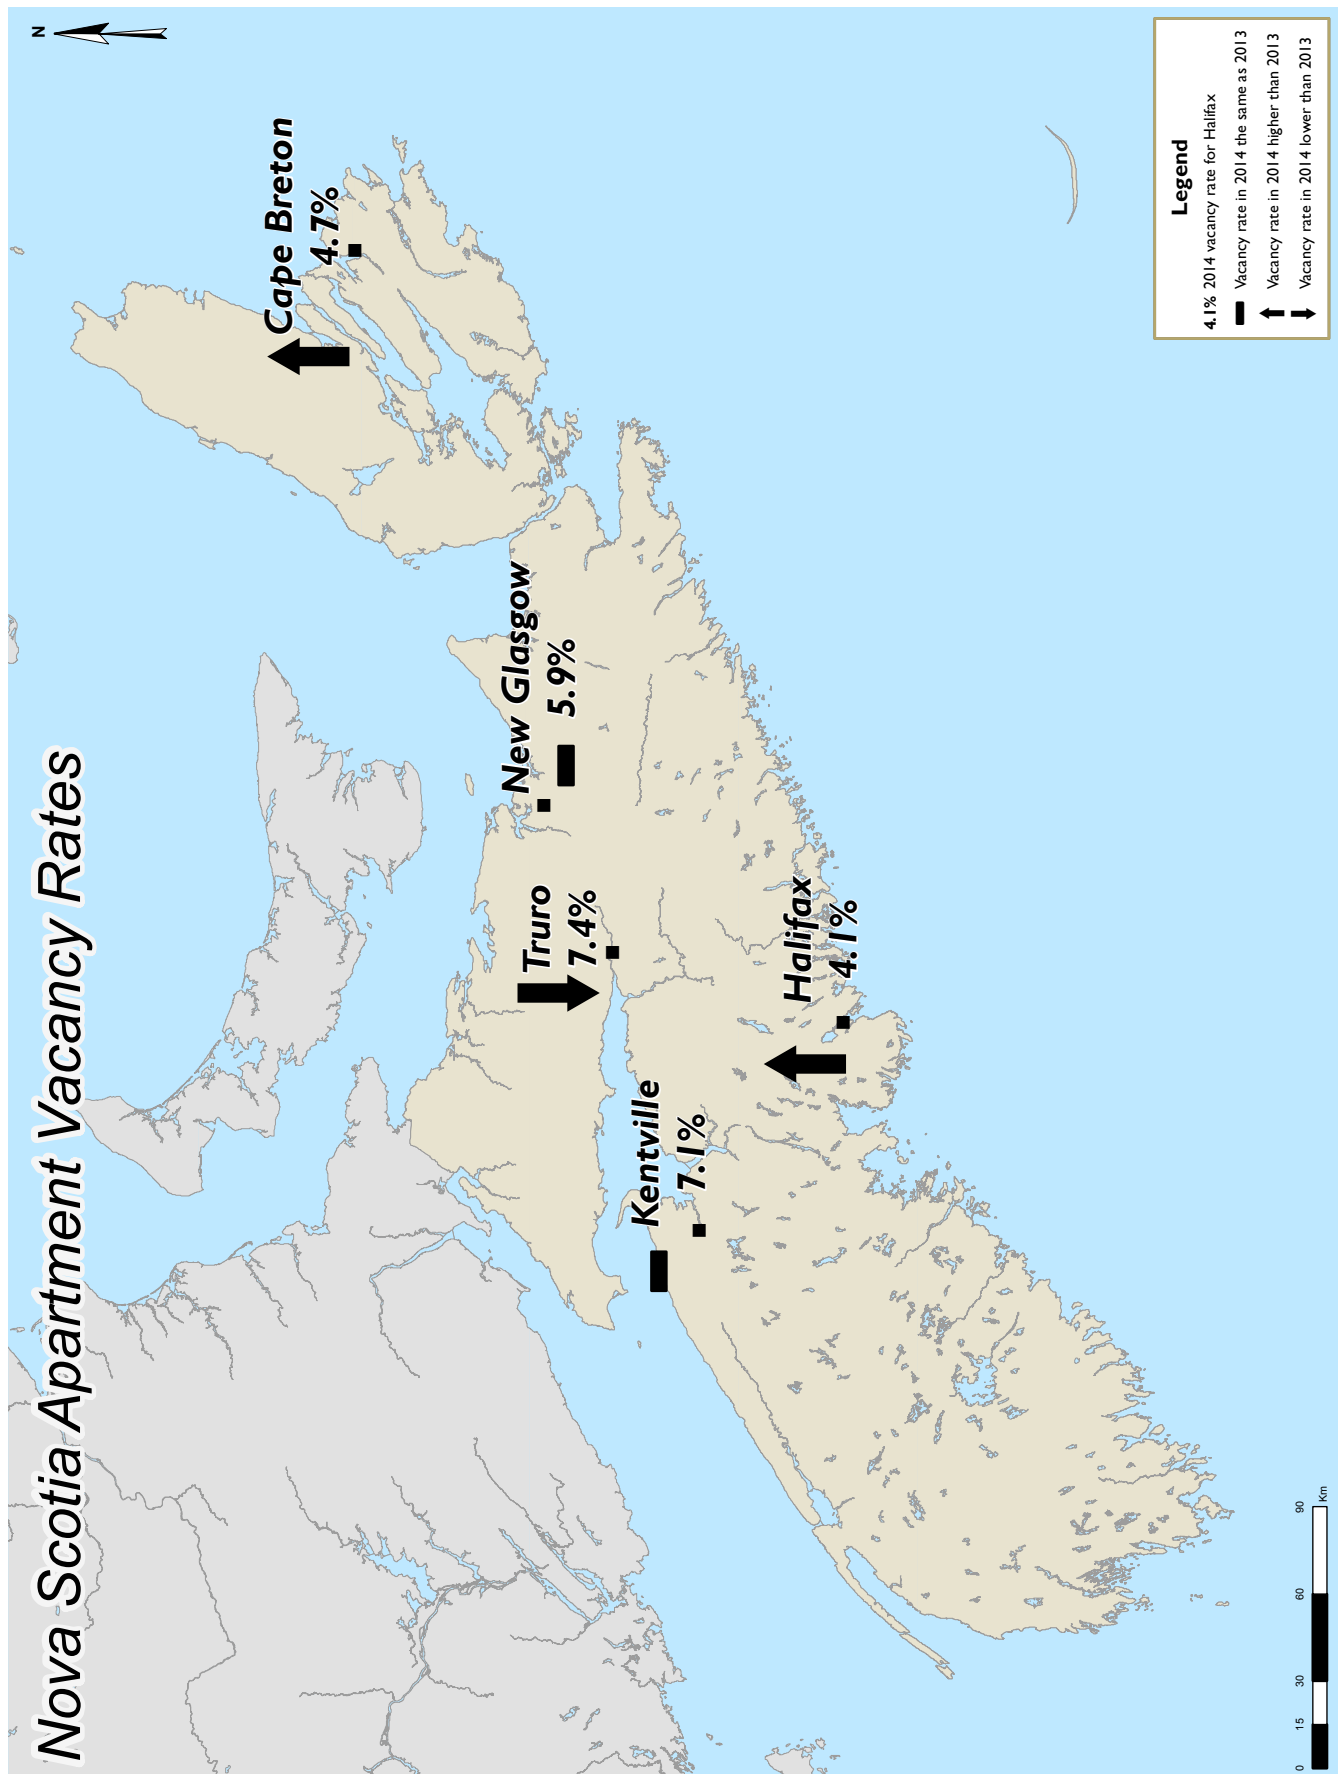 Nova Scotia Apartment Vacancy Rates
N
Cape Breton
4.7%
New Glasgow
5.9%
Truro
7.4%
Halifax
4.1%
Kentville
7.1%
Legend
4.1% 2014 vacancy rate for Halifax
Vacancy rate in 2014 the same as 2013
Vacancy rate in 2014 higher than 2013
Vacancy rate in 2014 lower than 2013
0 15 30 60 90
Km